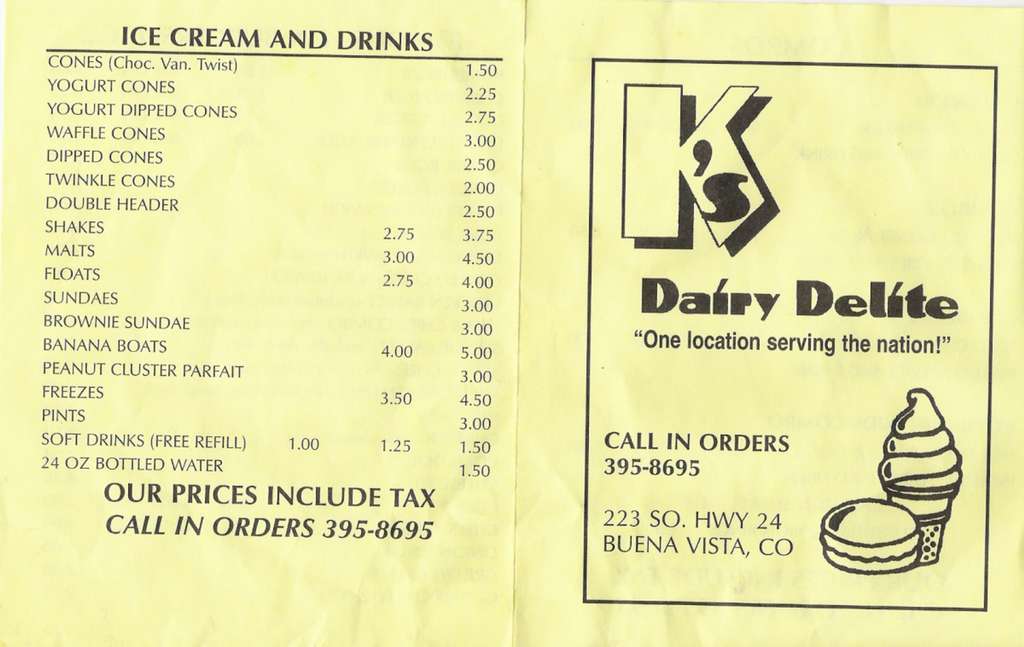 ICE CREAM AND DRINKS
CONES (Choc. Van. Twist) 1.50
YOGURT CONES 2.25
YOGURT DIPPED CONES 2.75
WAFFLE CONES 3.00
DIPPED CONES 2.50
TWINKLE CONES 2.00
DOUBLE HEADER 2.50
SHAKES 2.75 3.75
MALTS 3.00 4.50
FLOATS 2.75 4.00
SUNDAES 3.00
BROWNIE SUNDAE 3.00
BANANA BOATS 4.00 5.00
PEANUT CLUSTER PARFAIT 3.00
FREEZES 3.50 4.50
PINTS 3.00
SOFT DRINKS (FREE REFILL) 1.00 1.25 1.50
24 OZ BOTTLED WATER 1.50
OUR PRICES INCLUDE TAX
CALL IN ORDERS 395-8695
K's
Dairy Delite
“One location serving the nation!”
CALL IN ORDERS
395-8695
223 SO. HWY 24
BUENA VISTA, CO